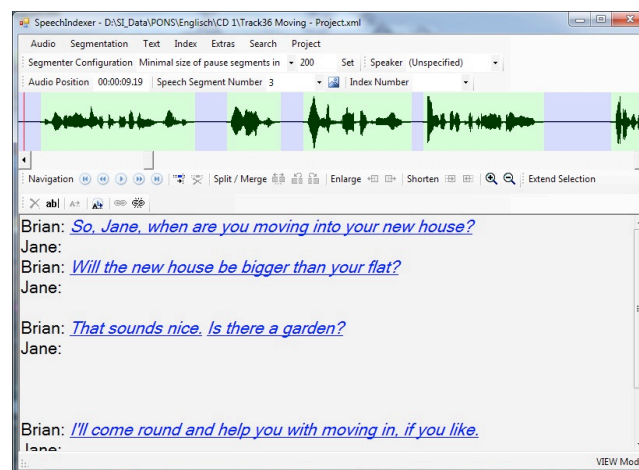 SpeechIndexer - D:\SI_Data\PONS\Englisch\CD 1\Track36 Moving - Project.xml
Audio Segmentation Text Index Extras Search Project
Segmenter Configuration Minimal size of pause segments in 200 Set Speaker (Unspecified)
Audio Position 00:00:09.19 Speech Segment Number 3 Index Number
Navigation Split / Merge Enlarge Shorten Extend Selection
ab|
Brian: So, Jane, when are you moving into your new house?
Jane:
Brian: Will the new house be bigger than your flat?
Jane:
Brian: That sounds nice. Is there a garden?
Jane:
Brian: I'll come round and help you with moving in, if you like.
Jane:
VIEW Mod